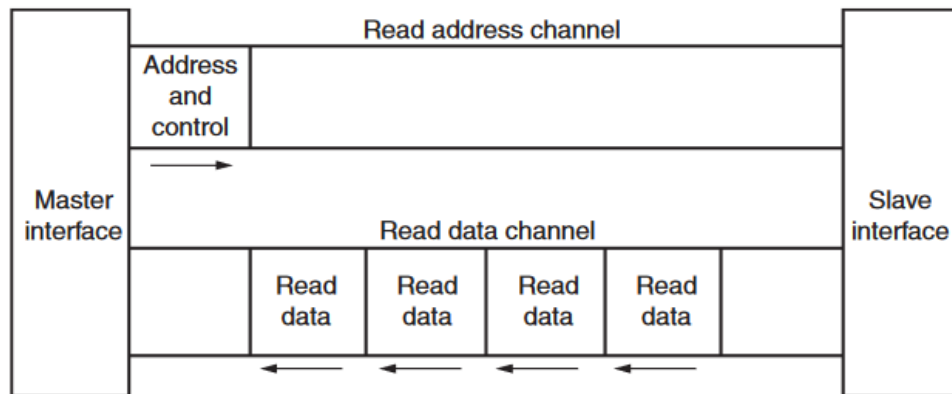 Read address channel
Address
and
control
Master
interface
Slave
interface
Read data channel
Read
data
Read
data
Read
data
Read
data